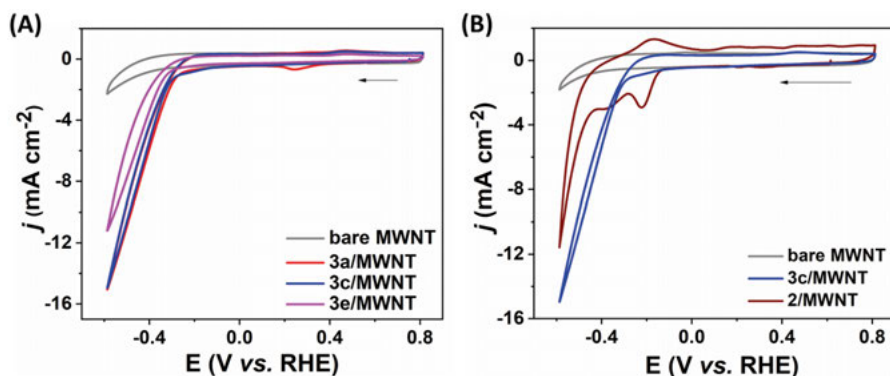 (A)
0
-4
-8
-12
-16
j (mA cm⁻²)
bare MWNT
3a/MWNT
3c/MWNT
3e/MWNT
-0.4 0.0 0.4 0.8
E (V vs. RHE)
(B)
0
-4
-8
-12
-16
j (mA cm⁻²)
bare MWNT
3c/MWNT
2/MWNT
-0.4 0.0 0.4 0.8
E (V vs. RHE)